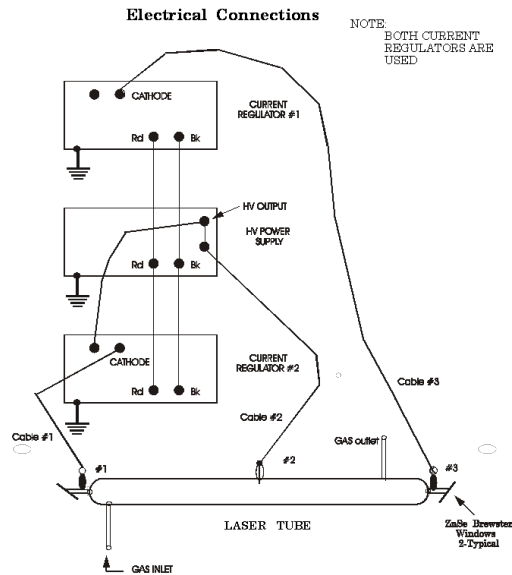 Electrical Connections
NOTE:
BOTH CURRENT
REGULATORS ARE
USED
CATHODE
CURRENT
REGULATOR #1
Rd
Bk
HV OUTPUT
HV POWER
SUPPLY
Rd
Bk
CATHODE
CURRENT
REGULATOR #2
Rd
Bk
Cable #3
Cable #2
Cable #1
GAS outlet
#1
#2
#3
LASER TUBE
ZnSe Brewster
Windows
2-Typical
GAS INLET